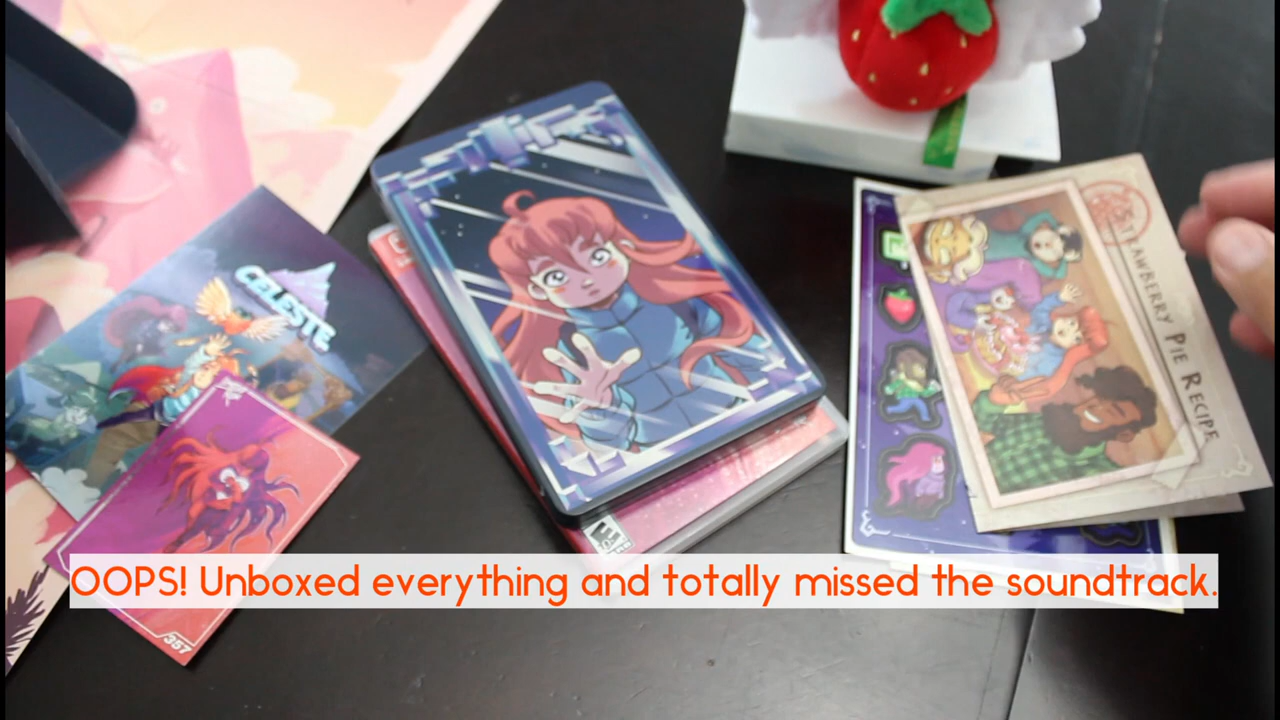 CELESTE
STRAWBERRY PIE RECIPE
E
OOPS! Unboxed everything and totally missed the soundtrack.
357